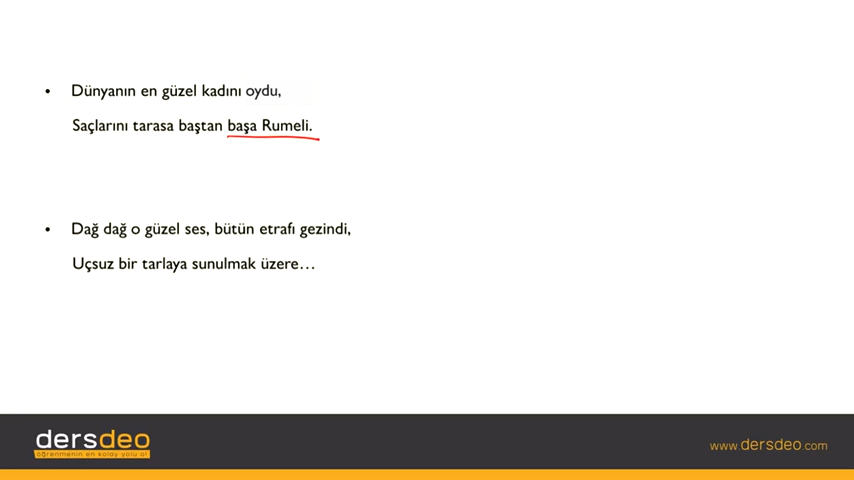 Dünyanın en güzel kadını oydu,
Saçlarını tarasa baştan başa Rumeli.
Dağ dağ o güzel ses, bütün etrafı gezindi,
Uçsuz bir tarlaya sunulmak üzere…
dersdeo
öğrenmenin en kolay yolu ol
www.dersdeo.com